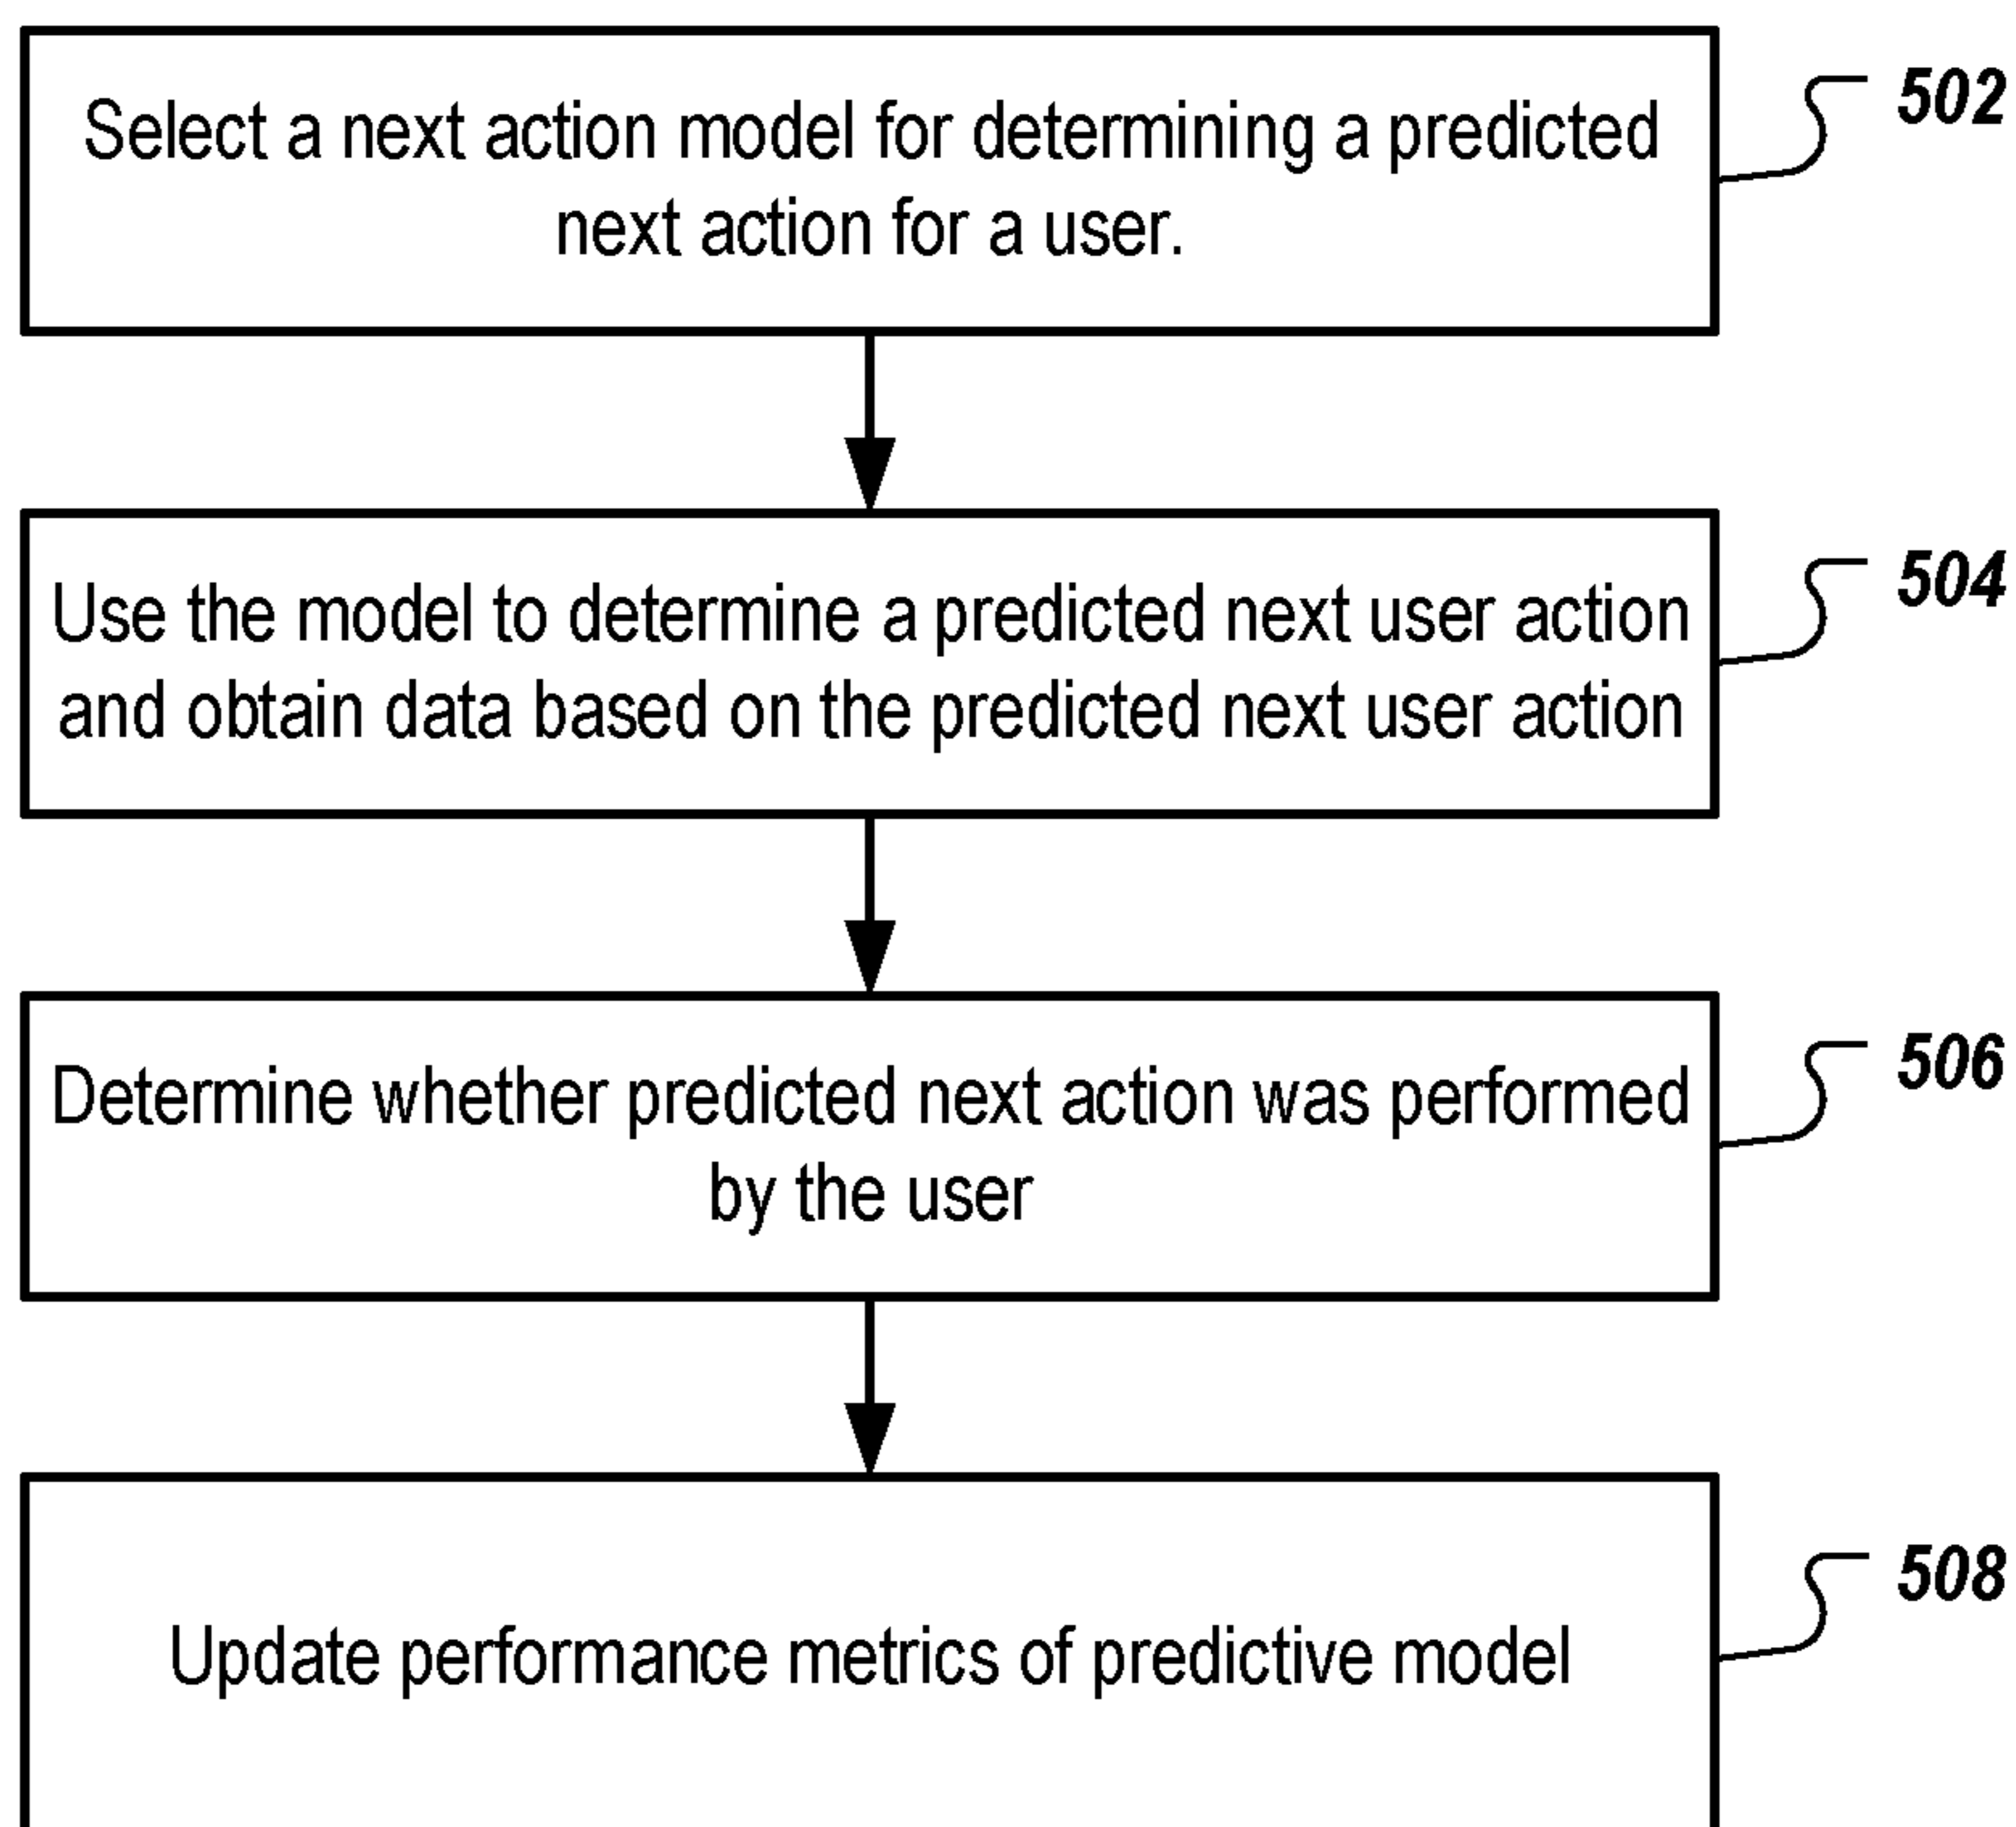 Select a next action model for determining a predicted
next action for a user.
502
Use the model to determine a predicted next user action
and obtain data based on the predicted next user action
504
Determine whether predicted next action was performed
by the user
506
Update performance metrics of predictive model
508